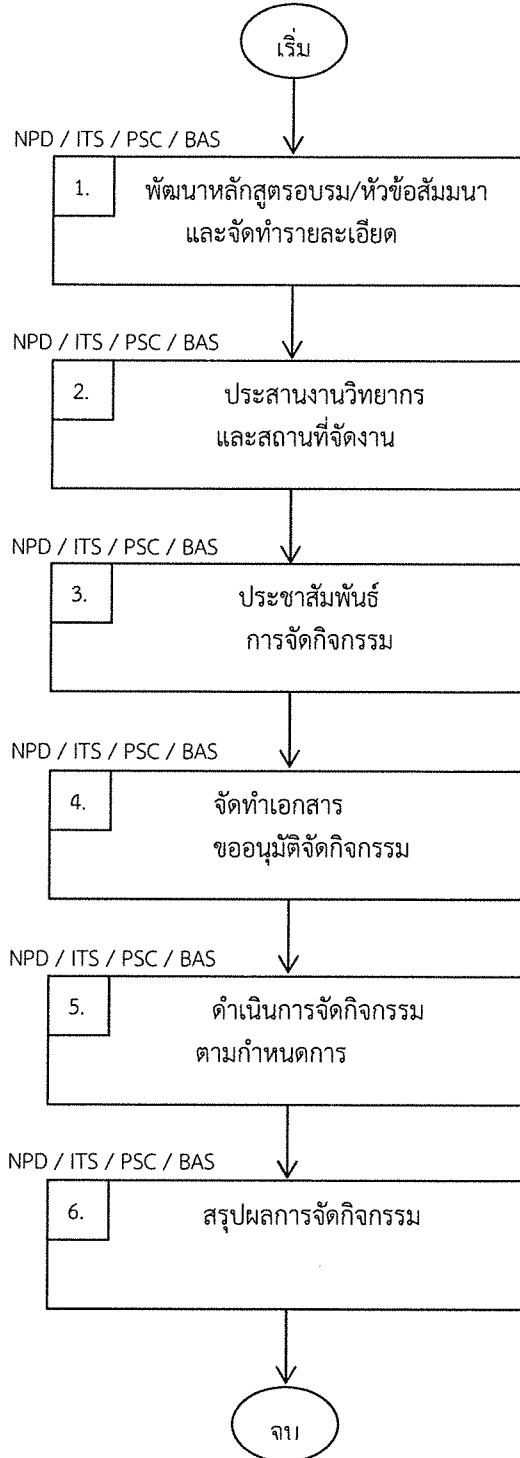 เริ่ม
NPD / ITS / PSC / BAS
1. พัฒนาหลักสูตรอบรม/หัวข้อสัมมนา
และจัดทำรายละเอียด
NPD / ITS / PSC / BAS
2. ประสานงานวิทยากร
และสถานที่จัดงาน
NPD / ITS / PSC / BAS
3. ประชาสัมพันธ์
การจัดกิจกรรม
NPD / ITS / PSC / BAS
4. จัดทำเอกสาร
ขออนุมัติจัดกิจกรรม
NPD / ITS / PSC / BAS
5. ดำเนินการจัดกิจกรรม
ตามกำหนดการ
NPD / ITS / PSC / BAS
6. สรุปผลการจัดกิจกรรม
จบ